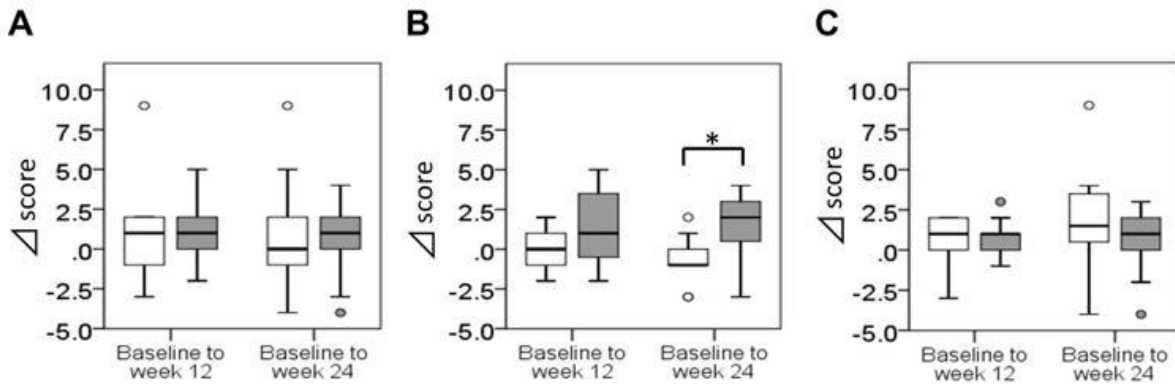 A
B
C
⊿ score
10.0
7.5
5.0
2.5
.0
-2.5
-5.0
Baseline to
week 12
Baseline to
week 24
⊿ score
10.0
7.5
5.0
2.5
.0
-2.5
-5.0
*
Baseline to
week 12
Baseline to
week 24
⊿ score
10.0
7.5
5.0
2.5
.0
-2.5
-5.0
Baseline to
week 12
Baseline to
week 24